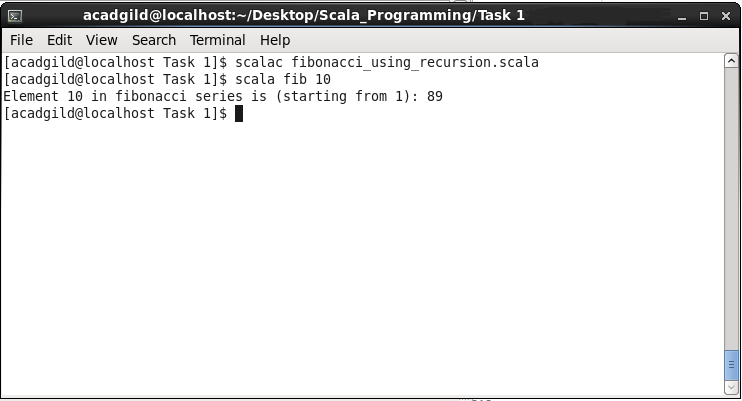 acadgild@localhost:~/Desktop/Scala_Programming/Task 1
File Edit View Search Terminal Help
[acadgild@localhost Task 1]$ scalac fibonacci_using_recursion.scala
[acadgild@localhost Task 1]$ scala fib 10
Element 10 in fibonacci series is (starting from 1): 89
[acadgild@localhost Task 1]$